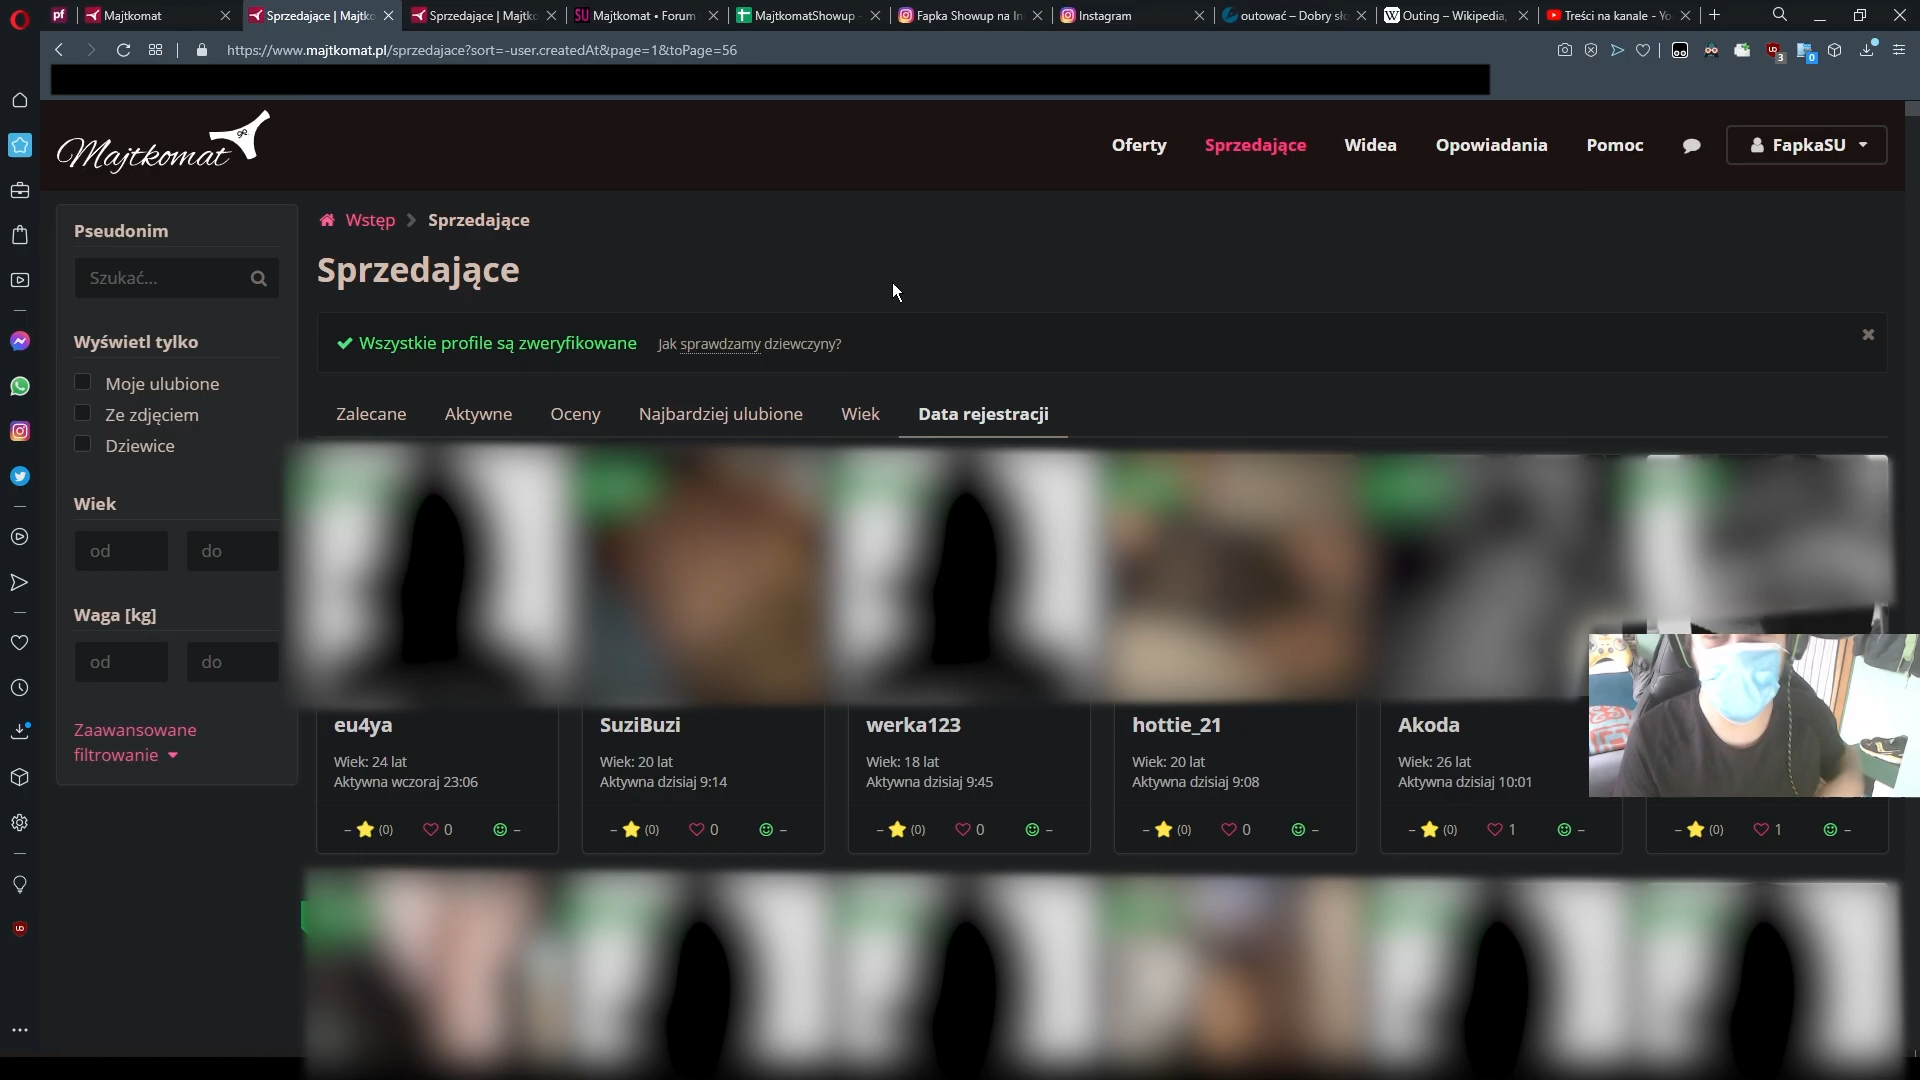 Majtkomat
Sprzedające | Majtko
Sprzedające | Majtko
Majtkomat • Forum
MajtkomatShowup -
Fapka Showup na In
Instagram
outować – Dobry sło
Outing – Wikipedia,
Treści na kanale - Yo
https://www.majtkomat.pl/sprzedajace?sort=-user.createdAt&page=1&toPage=56
3
0
Majtkomat
Oferty
Sprzedające
Widea
Opowiadania
Pomoc
FapkaSU
Pseudonim
Szukać...
Wyświetl tylko
Moje ulubione
Ze zdjęciem
Dziewice
Wiek
od
do
Waga [kg]
od
do
Zaawansowane
filtrowanie
Wstęp
Sprzedające
Sprzedające
Wszystkie profile są zweryfikowane
Jak sprawdzamy dziewczyny?
Zalecane
Aktywne
Oceny
Najbardziej ulubione
Wiek
Data rejestracji
eu4ya
Wiek: 24 lat
Aktywna wczoraj 23:06
– (0) 0 –
SuziBuzi
Wiek: 20 lat
Aktywna dzisiaj 9:14
– (0) 0 –
werka123
Wiek: 18 lat
Aktywna dzisiaj 9:45
– (0) 0 –
hottie_21
Wiek: 20 lat
Aktywna dzisiaj 9:08
– (0) 0 –
Akoda
Wiek: 26 lat
Aktywna dzisiaj 10:01
– (0) 1 –
– (0) 1 –